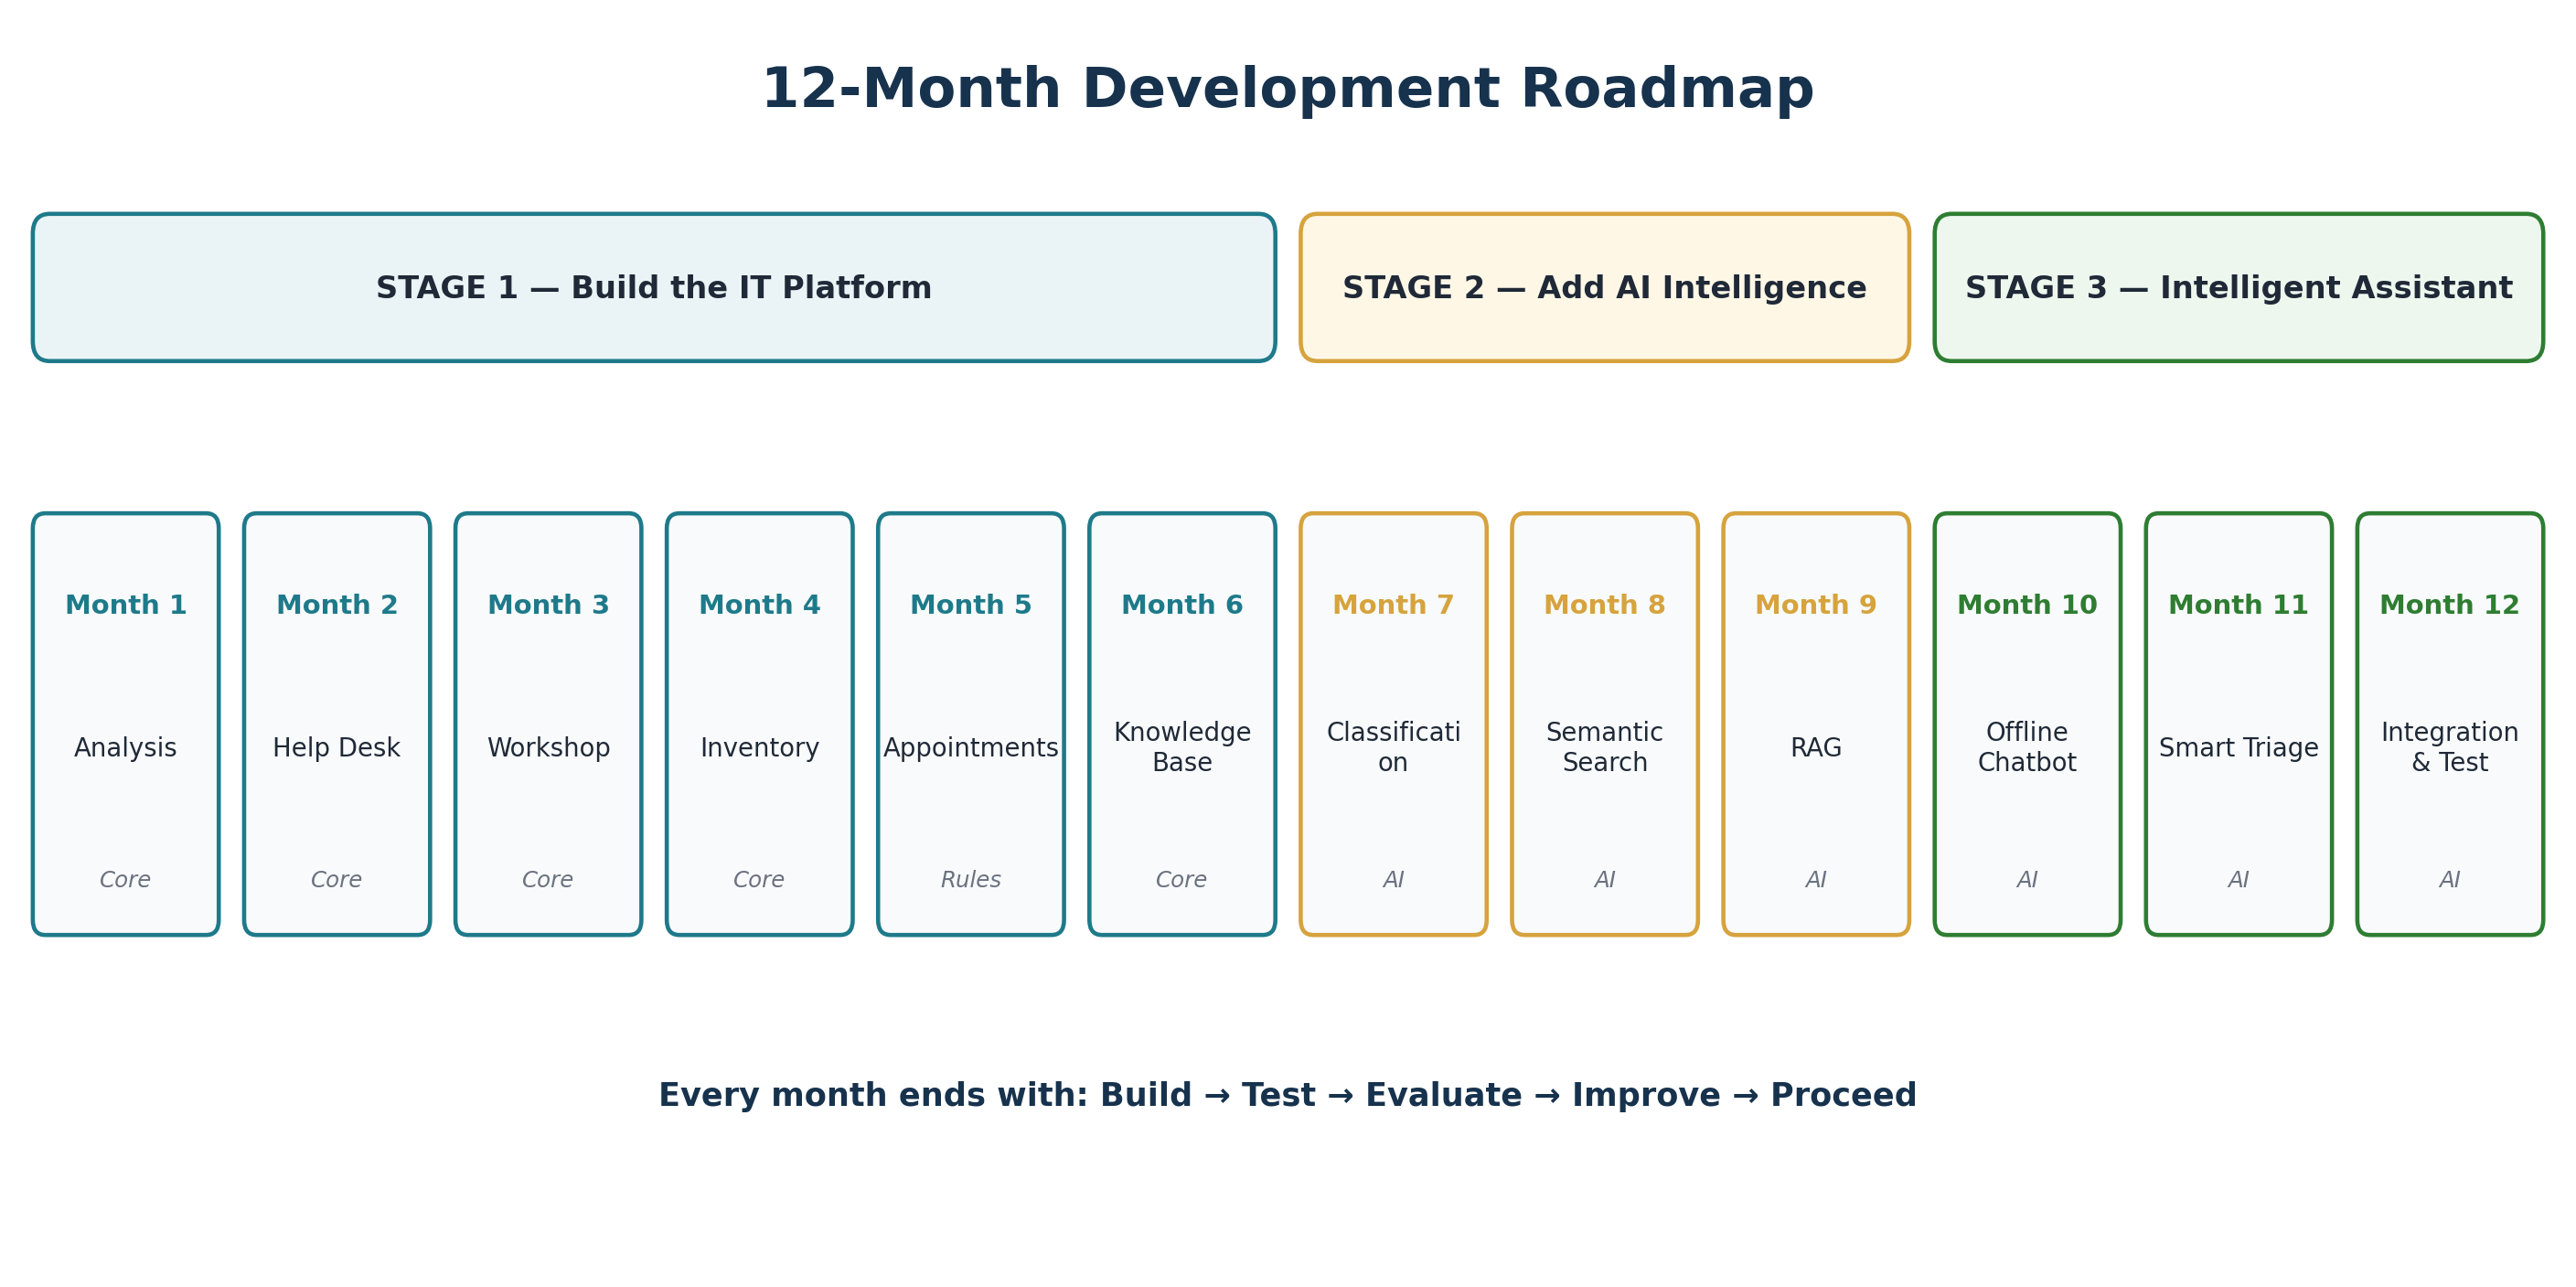 12-Month Development Roadmap
STAGE 1 — Build the IT Platform
STAGE 2 — Add AI Intelligence
STAGE 3 — Intelligent Assistant
Month 1
Analysis
Core
Month 2
Help Desk
Core
Month 3
Workshop
Core
Month 4
Inventory
Core
Month 5
Appointments
Rules
Month 6
Knowledge
Base
Core
Month 7
Classificati
on
AI
Month 8
Semantic
Search
AI
Month 9
RAG
AI
Month 10
Offline
Chatbot
AI
Month 11
Smart Triage
AI
Month 12
Integration
& Test
AI
Every month ends with: Build → Test → Evaluate → Improve → Proceed